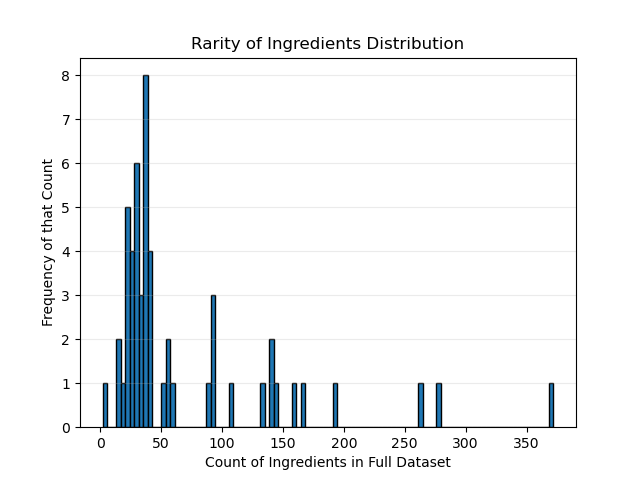 Rarity of Ingredients Distribution
8
7
6
5
4
3
2
1
0
Frequency of that Count
0 50 100 150 200 250 300 350
Count of Ingredients in Full Dataset